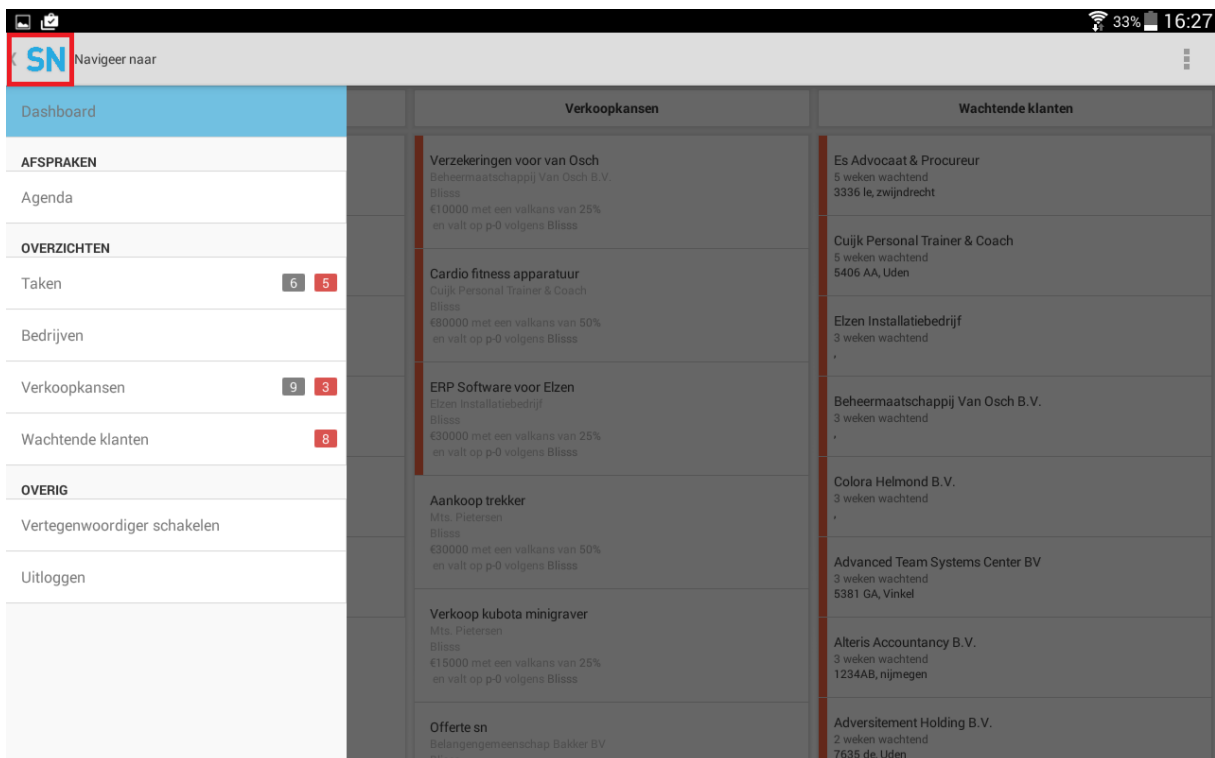 33% 16:27
SN Navigeer naar
Dashboard
AFSPRAKEN
Agenda
OVERZICHTEN
Taken 6 5
Bedrijven
Verkoopkansen 9 3
Wachtende klanten 8
OVERIG
Vertegenwoordiger schakelen
Uitloggen
Verkoopkansen
Verzekeringen voor van Osch
Beheermaatschappij Van Osch B.V.
Blisss
€10000 met een valkans van 25%
en valt op p-0 volgens Blisss
Cardio fitness apparatuur
Cuijk Personal Trainer & Coach
Blisss
€80000 met een valkans van 50%
en valt op p-0 volgens Blisss
ERP Software voor Elzen
Elzen Installatiebedrijf
Blisss
€30000 met een valkans van 25%
en valt op p-0 volgens Blisss
Aankoop trekker
Mts. Pietersen
Blisss
€30000 met een valkans van 50%
en valt op p-0 volgens Blisss
Verkoop kubota minigraver
Mts. Pietersen
Blisss
€15000 met een valkans van 25%
en valt op p-0 volgens Blisss
Offerte sn
Belangengemeenschap Bakker BV
Wachtende klanten
Es Advocaat & Procureur
5 weken wachtend
3336 le, zwijndrecht
Cuijk Personal Trainer & Coach
5 weken wachtend
5406 AA, Uden
Elzen Installatiebedrijf
3 weken wachtend
,
Beheermaatschappij Van Osch B.V.
3 weken wachtend
,
Colora Helmond B.V.
3 weken wachtend
,
Advanced Team Systems Center BV
3 weken wachtend
5381 GA, Vinkel
Alteris Accountancy B.V.
3 weken wachtend
1234AB, nijmegen
Adversitement Holding B.V.
2 weken wachtend
7635 de, Uden